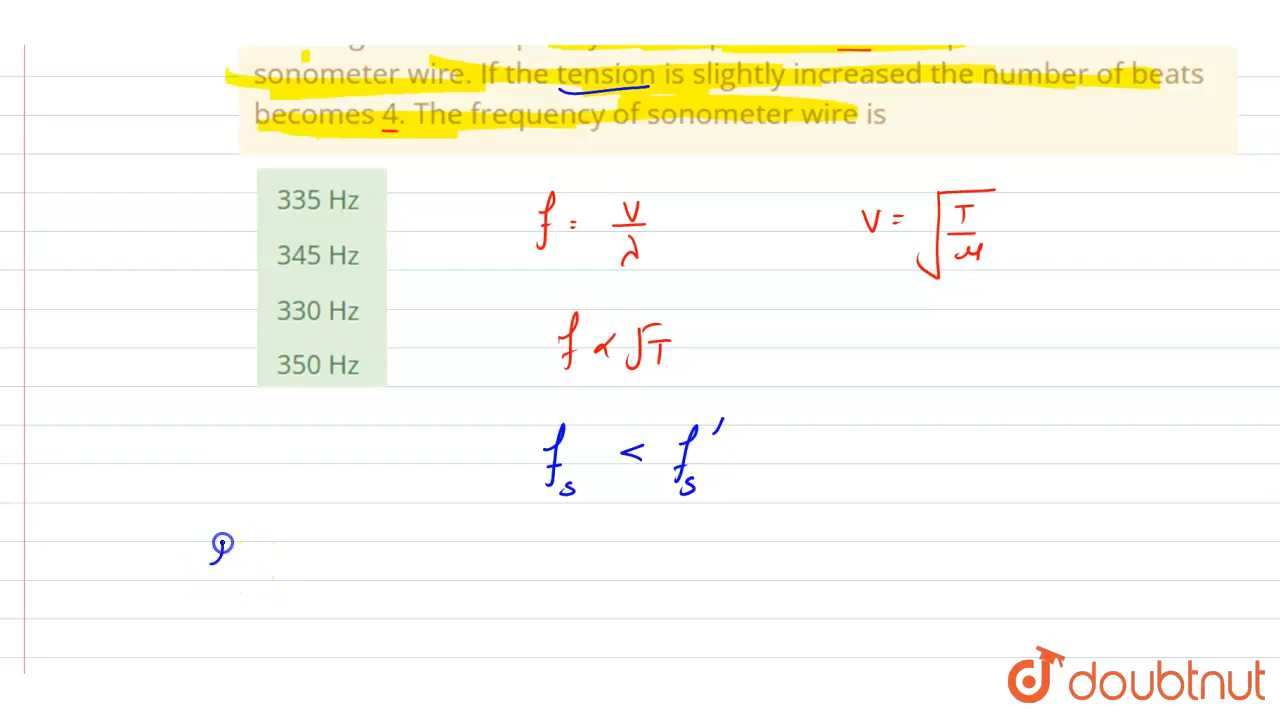 sonometer wire. If the tension is slightly increased the number of beats
becomes 4. The frequency of sonometer wire is
335 Hz
345 Hz
330 Hz
350 Hz
f = V/λ
V = √(T/μ)
f ∝ √T
f_s < f_s'
doubtnut